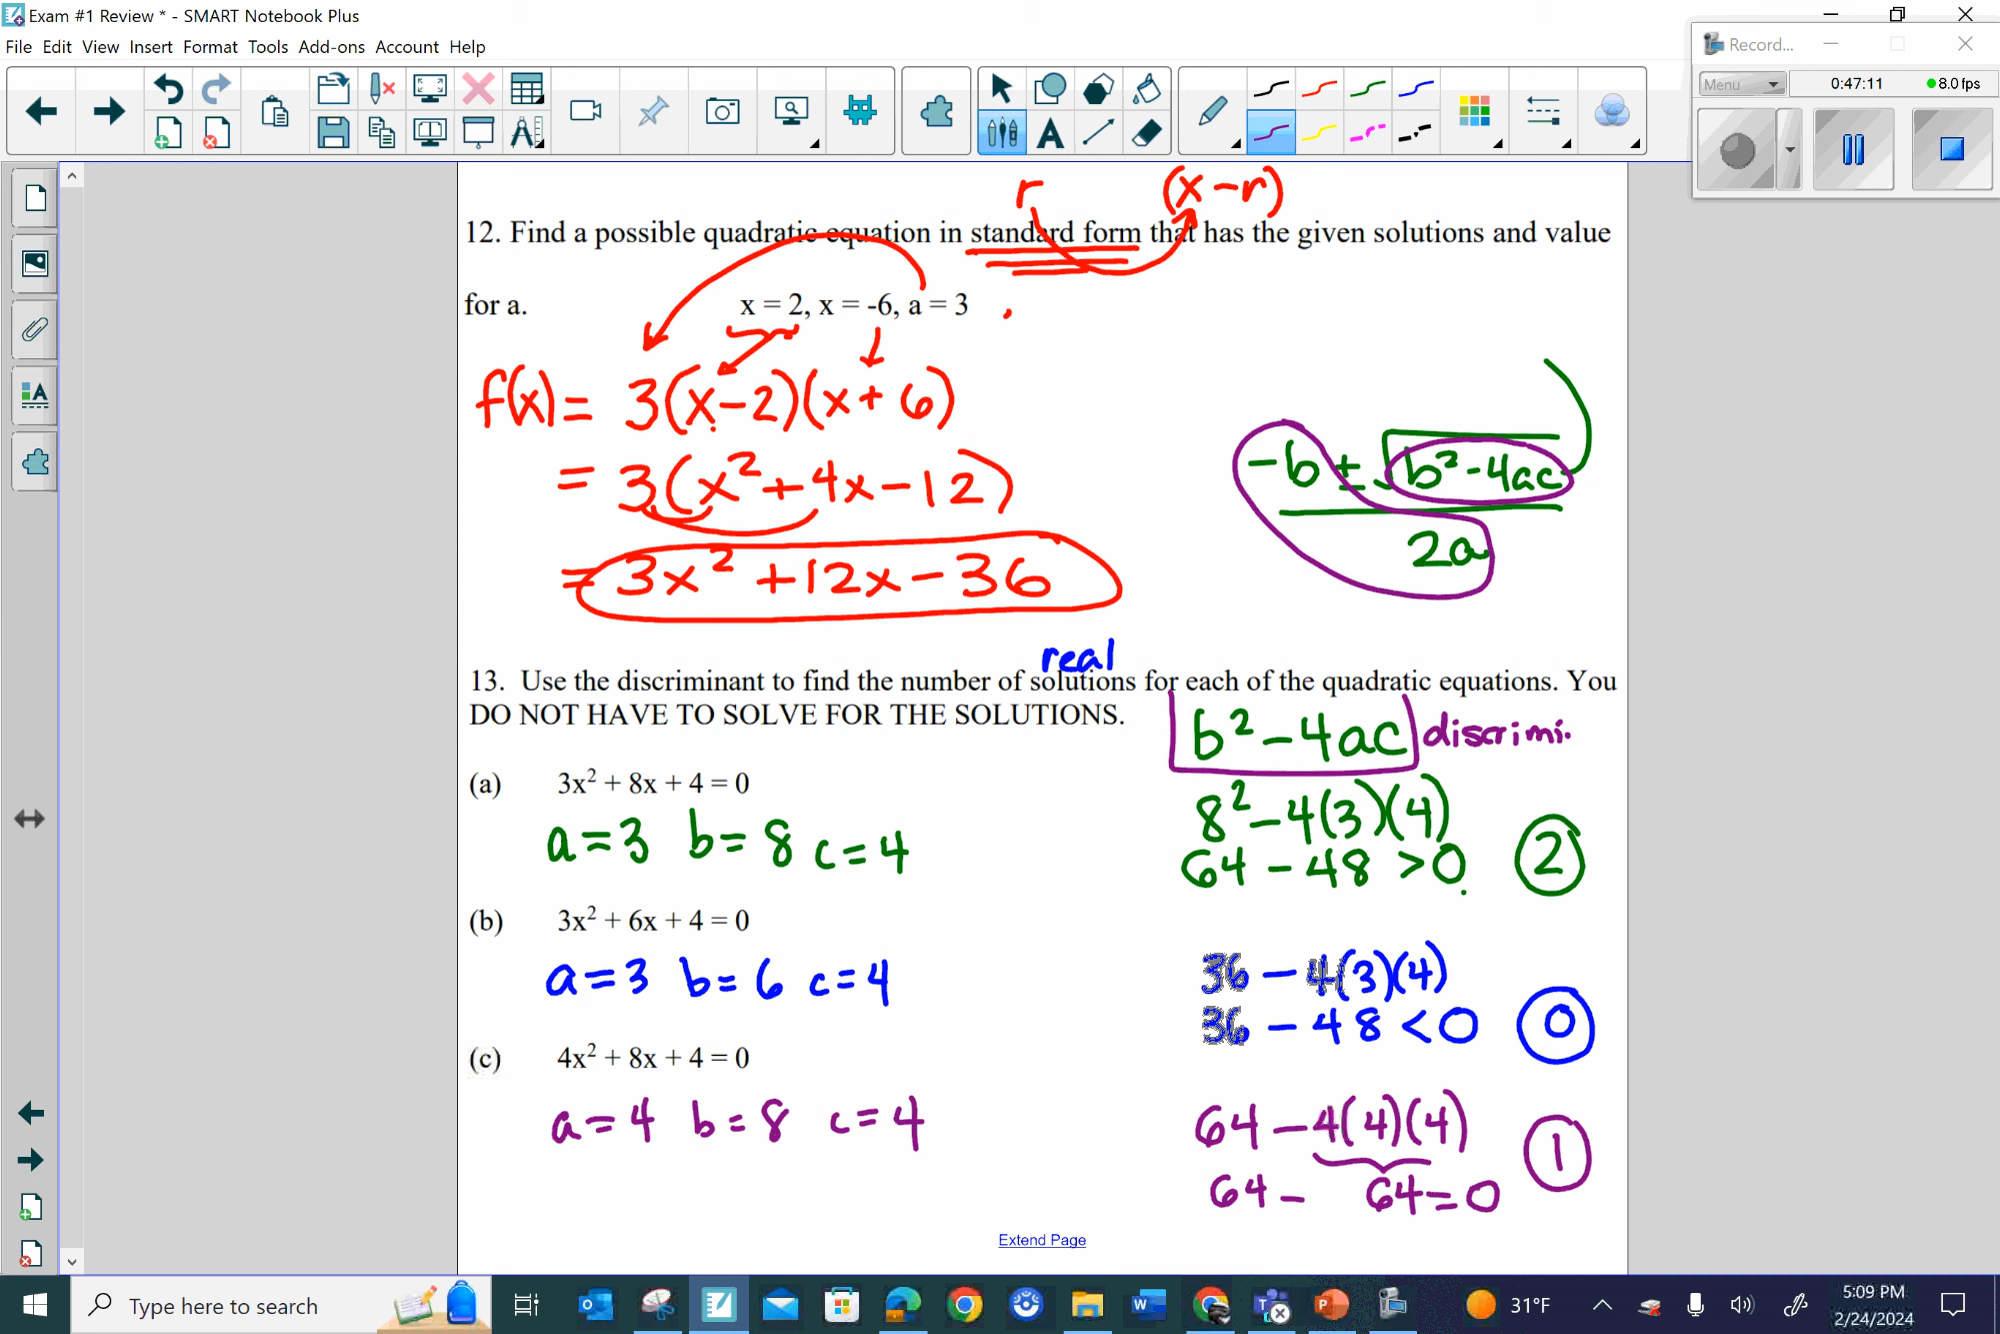 Exam #1 Review * - SMART Notebook Plus
File Edit View Insert Format Tools Add-ons Account Help
Record...
Menu 0:47:11 8.0 fps
r (x-r)
12. Find a possible quadratic equation in standard form that has the given solutions and value
for a. x = 2, x = -6, a = 3
f(x) = 3(x-2)(x+6)
= 3(x²+4x-12)
= 3x² +12x-36
-b ± √b²-4ac
2a
real
13. Use the discriminant to find the number of solutions for each of the quadratic equations. You
DO NOT HAVE TO SOLVE FOR THE SOLUTIONS.
b²-4ac discrimi.
(a) 3x² + 8x + 4 = 0
a=3 b=8 c=4
8²-4(3)(4)
64-48 >0 2
(b) 3x² + 6x + 4 = 0
a=3 b=6 c=4
36-4(3)(4)
36-48<0 0
(c) 4x² + 8x + 4 = 0
a=4 b=8 c=4
64-4(4)(4) 1
64- 64=0
Extend Page
Type here to search
31°F
5:09 PM
2/24/2024